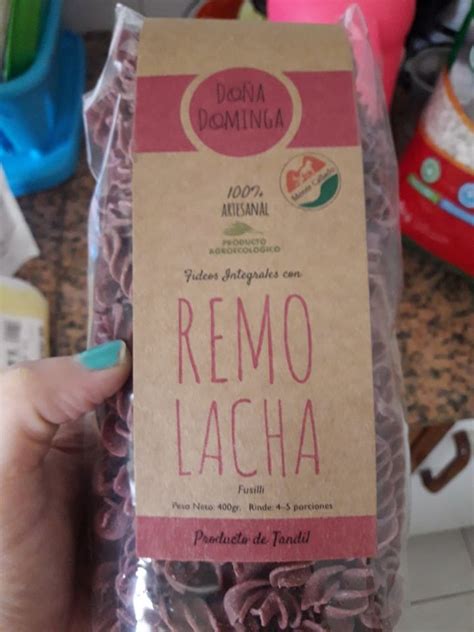 DOÑA
DOMINGA
100%
ARTESANAL
PRODUCTO
AGROECOLÓGICO
Fideos Integrales con
REMO
LACHA
Fusilli
Peso Neto: 400gr. Rinde: 4-5 porciones
Producto de Tandil